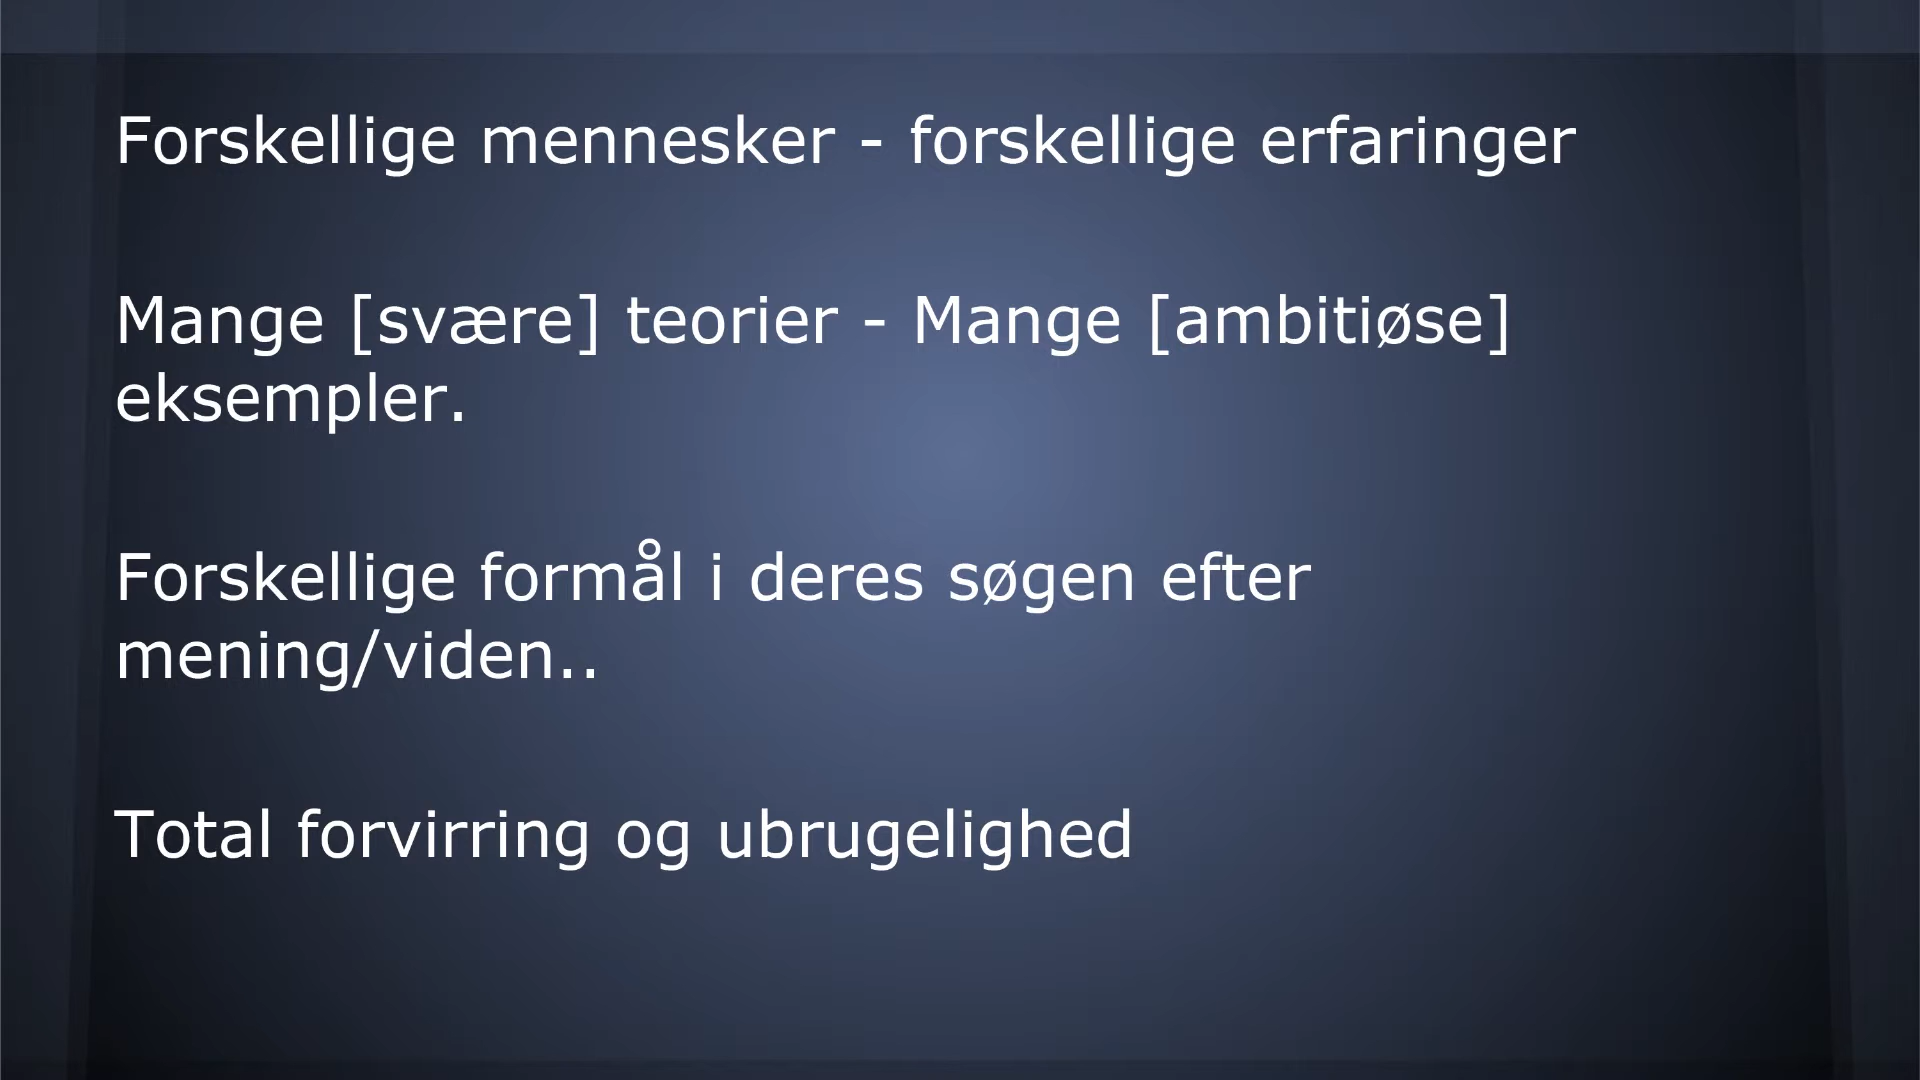 Forskellige mennesker - forskellige erfaringer
Mange [svære] teorier - Mange [ambitiøse]
eksempler.
Forskellige formål i deres søgen efter
mening/viden..
Total forvirring og ubrugelighed